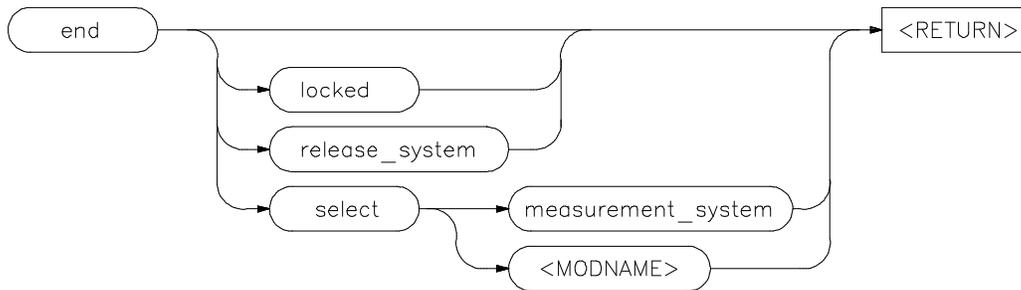 end
<RETURN>
locked
release_system
select
measurement_system
<MODNAME>